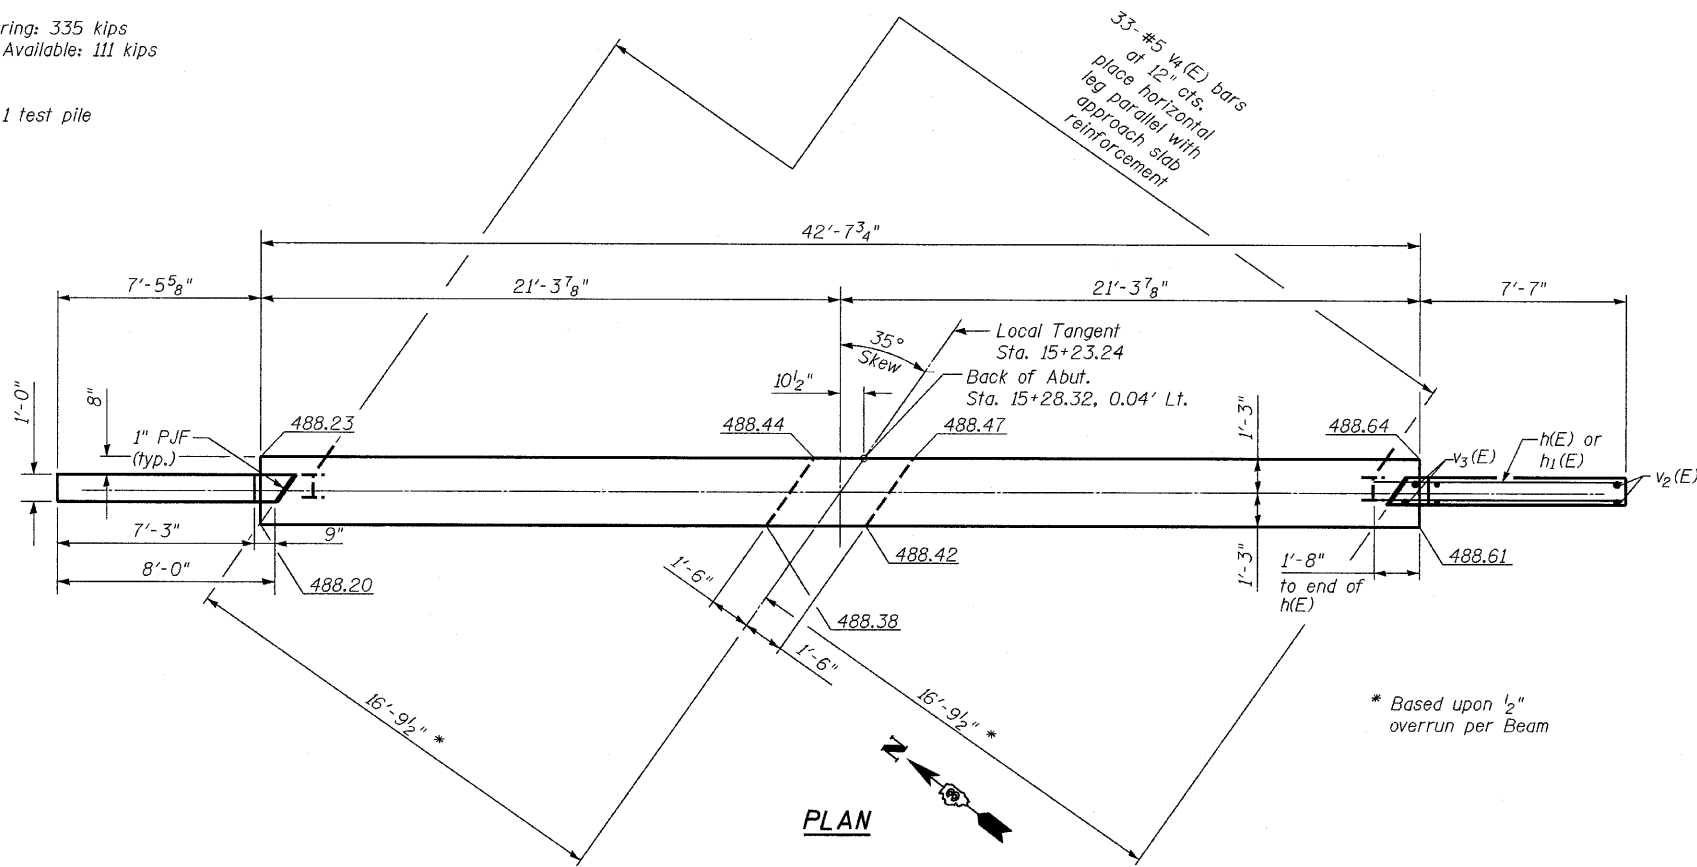 ring: 335 kips
Available: 111 kips
1 test pile
33-#5 v4(E) bars
at 12" cts.
place horizontal
leg parallel with
approach slab
reinforcement
42'-7¾"
7'-5⅝"
21'-3⅞"
21'-3⅞"
7'-7"
35°
Skew
Local Tangent
Sta. 15+23.24
10½"
Back of Abut.
Sta. 15+28.32, 0.04' Lt.
1'-0"
8"
1" PJF
(typ.)
488.23
488.44
488.47
1'-3"
488.64
h(E) or
h1(E)
v3(E)
v2(E)
7'-3"
9"
8'-0"
488.20
1'-6"
1'-6"
488.38
488.42
1'-3"
1'-8"
to end of
h(E)
488.61
16'-9½" *
16'-9½" *
* Based upon ½"
overrun per Beam
N
PLAN